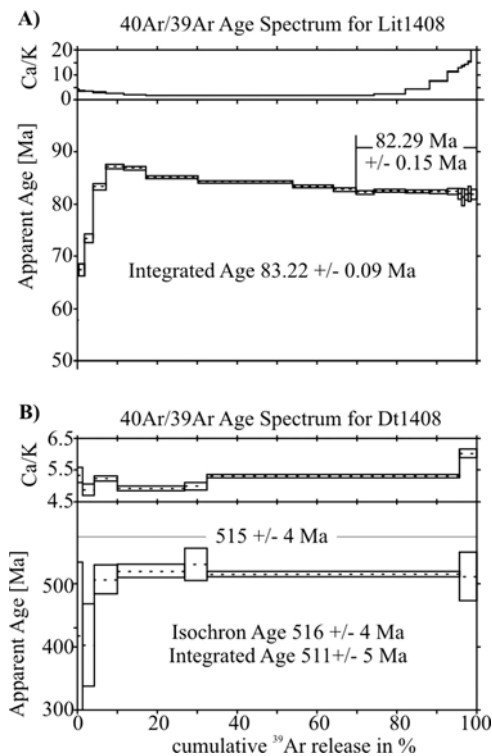 A)
40Ar/39Ar Age Spectrum for Lit1408
Ca/K
20
10
0
Apparent Age [Ma]
90
80
70
60
50
82.29 Ma
+/- 0.15 Ma
Integrated Age 83.22 +/- 0.09 Ma
B)
40Ar/39Ar Age Spectrum for Dt1408
Ca/K
6.5
5.5
4.5
515 +/- 4 Ma
Apparent Age [Ma]
500
400
300
Isochron Age 516 +/- 4 Ma
Integrated Age 511+/- 5 Ma
0 20 40 60 80 100
cumulative ³⁹Ar release in %